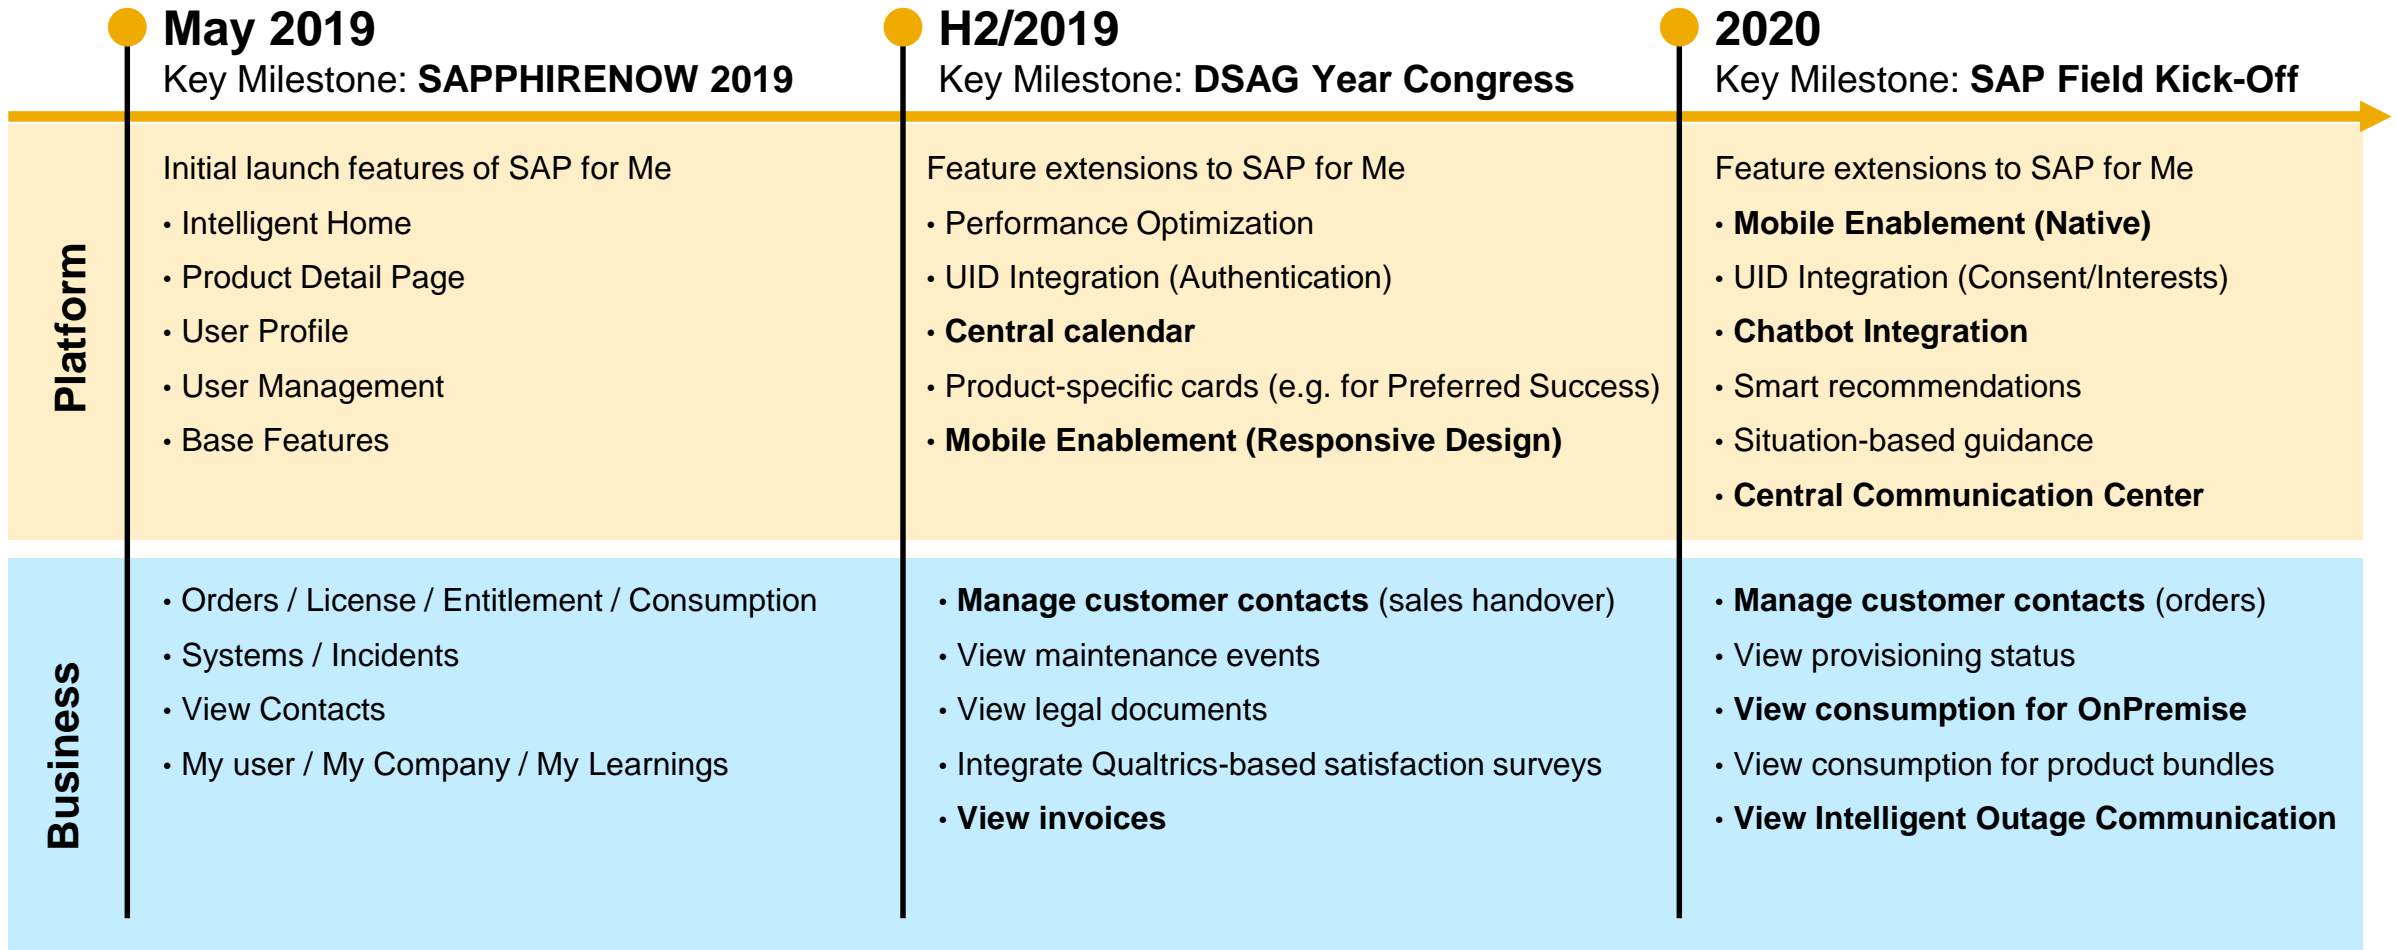 May 2019
Key Milestone: SAPPHIRENOW 2019
H2/2019
Key Milestone: DSAG Year Congress
2020
Key Milestone: SAP Field Kick-Off
Platform
Initial launch features of SAP for Me
• Intelligent Home
• Product Detail Page
• User Profile
• User Management
• Base Features
Feature extensions to SAP for Me
• Performance Optimization
• UID Integration (Authentication)
• Central calendar
• Product-specific cards (e.g. for Preferred Success)
• Mobile Enablement (Responsive Design)
Feature extensions to SAP for Me
• Mobile Enablement (Native)
• UID Integration (Consent/Interests)
• Chatbot Integration
• Smart recommendations
• Situation-based guidance
• Central Communication Center
Business
• Orders / License / Entitlement / Consumption
• Systems / Incidents
• View Contacts
• My user / My Company / My Learnings
• Manage customer contacts (sales handover)
• View maintenance events
• View legal documents
• Integrate Qualtrics-based satisfaction surveys
• View invoices
• Manage customer contacts (orders)
• View provisioning status
• View consumption for OnPremise
• View consumption for product bundles
• View Intelligent Outage Communication